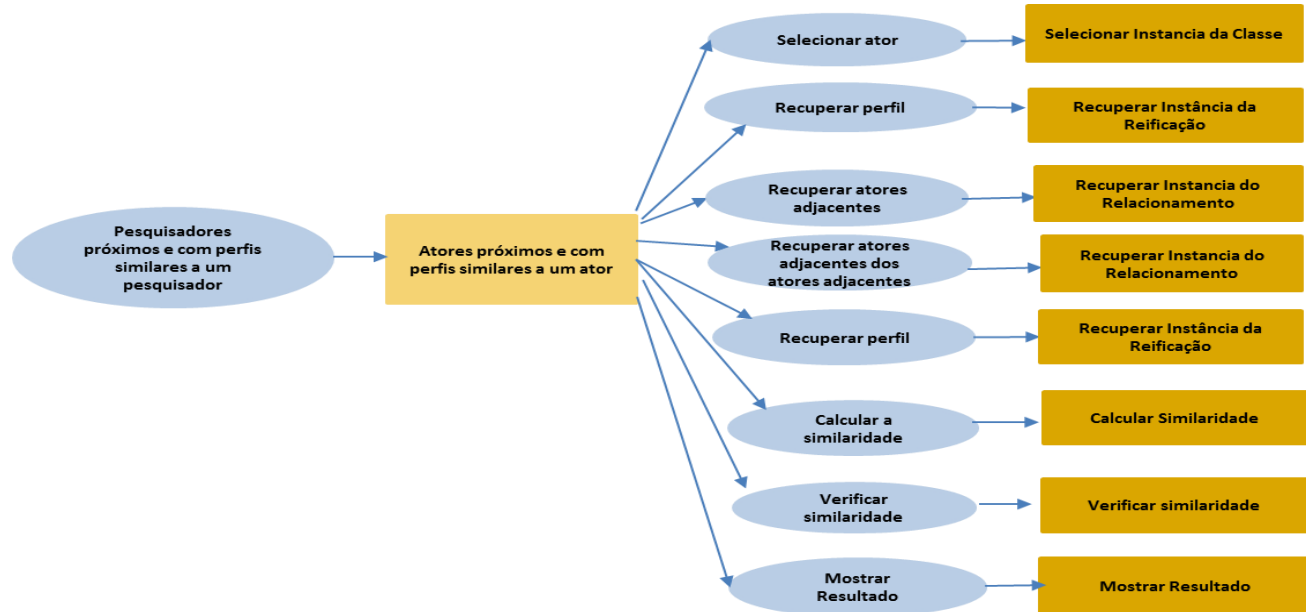 Selecionar ator
Selecionar Instancia da Classe
Recuperar perfil
Recuperar Instância da
Reificação
Recuperar atores
adjacentes
Recuperar Instancia do
Relacionamento
Pesquisadores
próximos e com perfis
similares a um
pesquisador
Atores próximos e com
perfis similares a um ator
Recuperar atores
adjacentes dos
atores adjacentes
Recuperar Instancia do
Relacionamento
Recuperar perfil
Recuperar Instância da
Reificação
Calcular a
similaridade
Calcular Similaridade
Verificar
similaridade
Verificar similaridade
Mostrar
Resultado
Mostrar Resultado